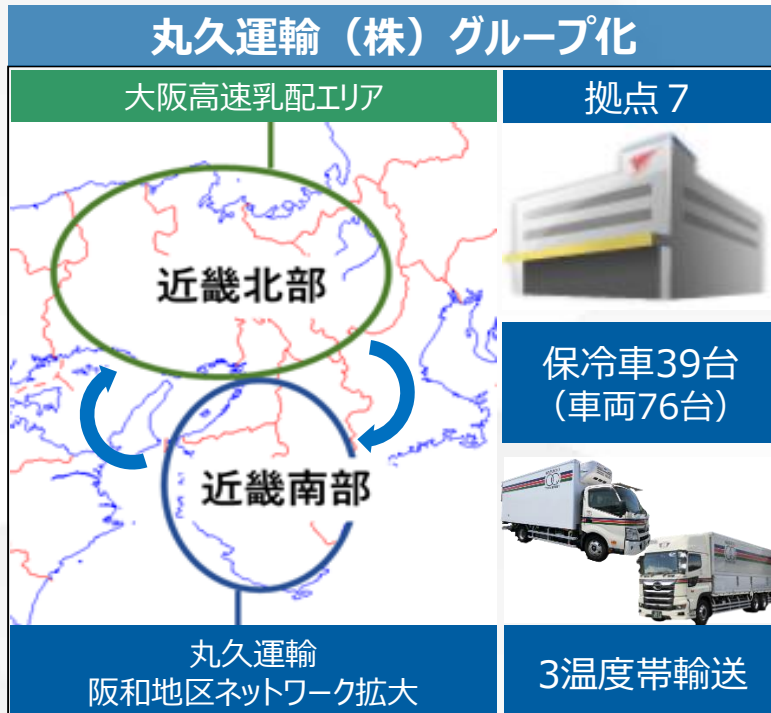 丸久運輸（株）グループ化
大阪高速乳配エリア
近畿北部
近畿南部
丸久運輸
阪和地区ネットワーク拡大
拠点７
保冷車39台
（車両76台）
3温度帯輸送